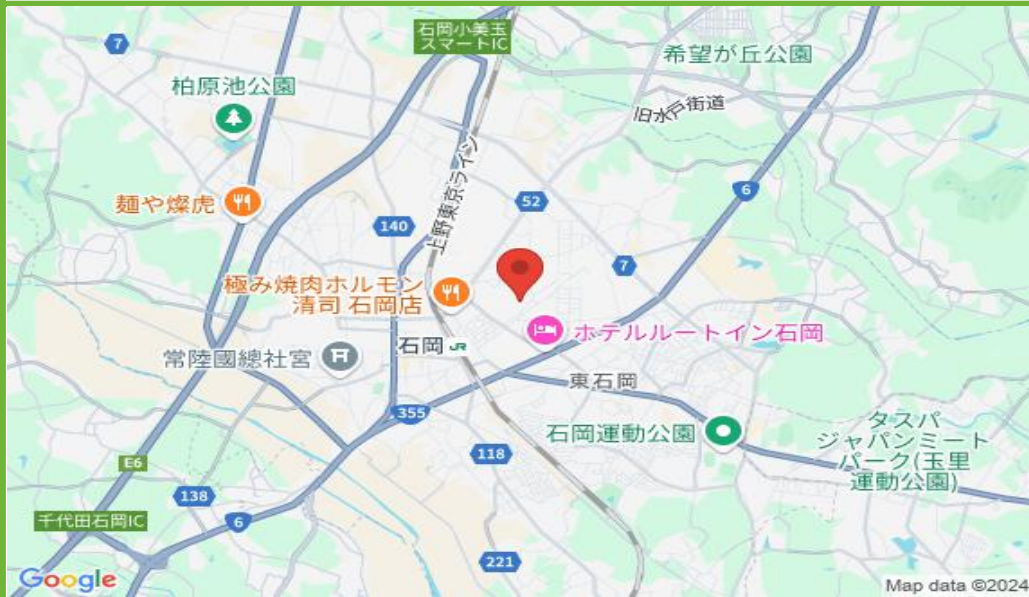 石岡小美玉
スマートIC
7
43
希望が丘公園
柏原池公園
旧水戸街道
上野東京ライン
6
麺や燦虎
52
140
7
極み焼肉ホルモン
清司 石岡店
ホテルルートイン石岡
常陸國總社宮
石岡 JR
東石岡
355
石岡運動公園
タスパ
ジャパンミート
パーク(玉里
運動公園)
118
E6
138
千代田石岡IC
6
221
Google
Map data ©2024